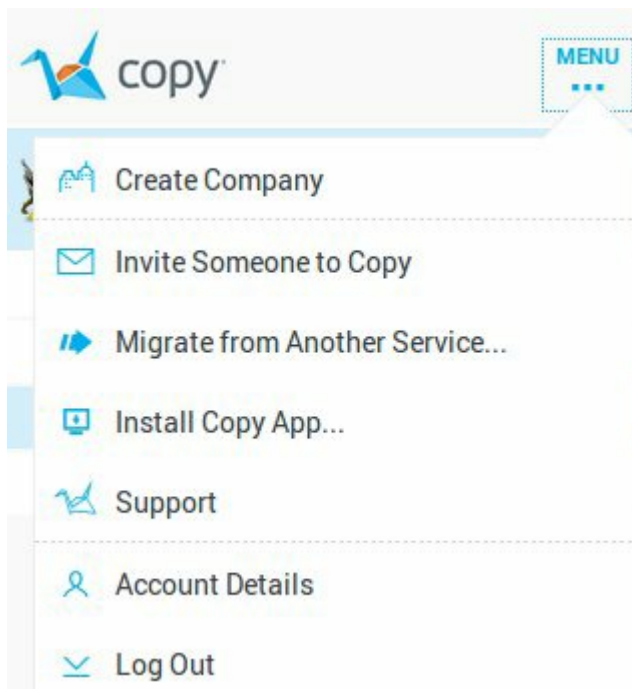 copy
MENU
Create Company
Invite Someone to Copy
Migrate from Another Service...
Install Copy App...
Support
Account Details
Log Out